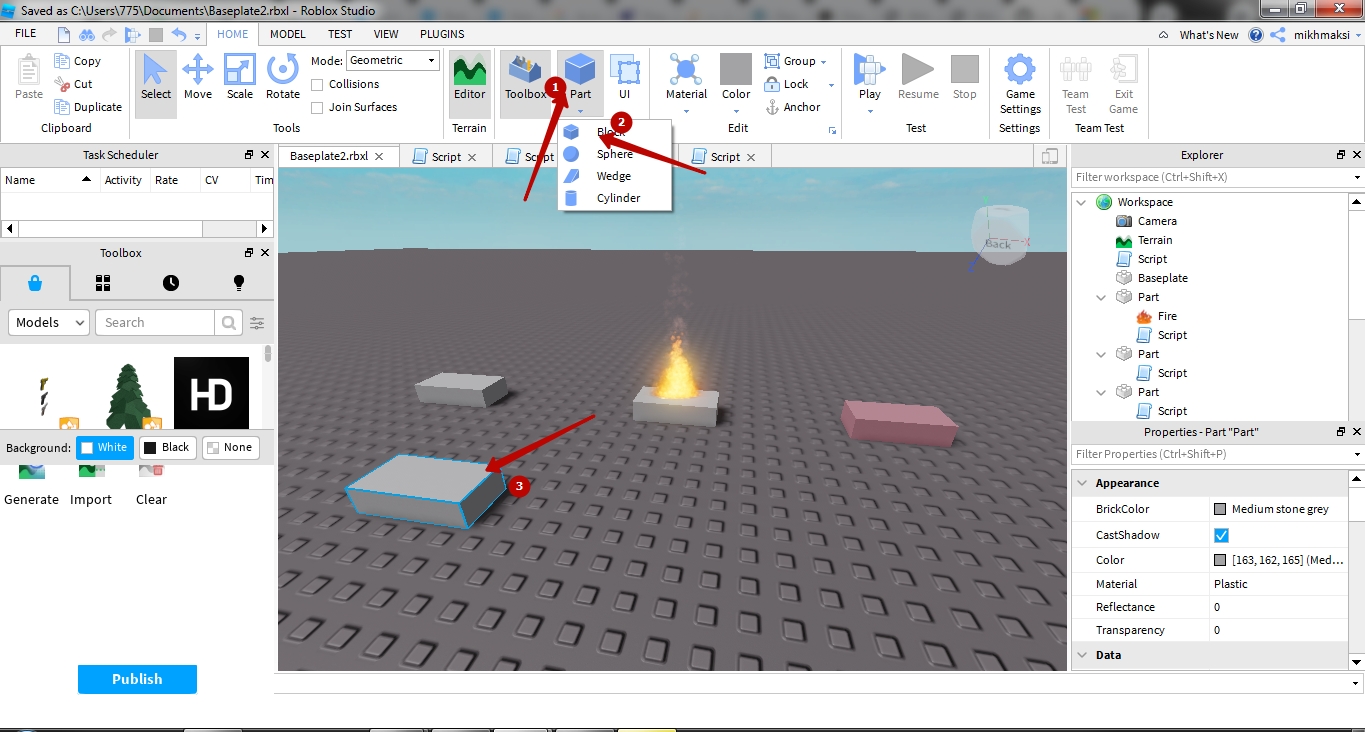 Saved as C:\Users\775\Documents\Baseplate2.rbxl - Roblox Studio
FILE HOME MODEL TEST VIEW PLUGINS What's New mikhmaksi
Paste
Copy
Cut
Duplicate
Clipboard
Select
Move
Scale
Rotate
Mode: Geometric
Collisions
Join Surfaces
Tools
Editor
Terrain
Toolbox
1
Part
UI
Material
Color
Group
Lock
Anchor
Edit
Play
Resume
Stop
Test
Game
Settings
Settings
Team
Test
Exit
Game
Team Test
Block
2
Sphere
Wedge
Cylinder
Task Scheduler
Name Activity Rate CV Tim
Baseplate2.rbxl Script Script Script
Toolbox
Models Search
HD
Background: White Black None
Generate Import Clear
Publish
Back
X
3
Explorer
Filter workspace (Ctrl+Shift+X)
Workspace
Camera
Terrain
Script
Baseplate
Part
Fire
Script
Part
Script
Part
Script
Properties - Part "Part"
Filter Properties (Ctrl+Shift+P)
Appearance
BrickColor Medium stone grey
CastShadow
Color [163, 162, 165] (Med...
Material Plastic
Reflectance 0
Transparency 0
Data